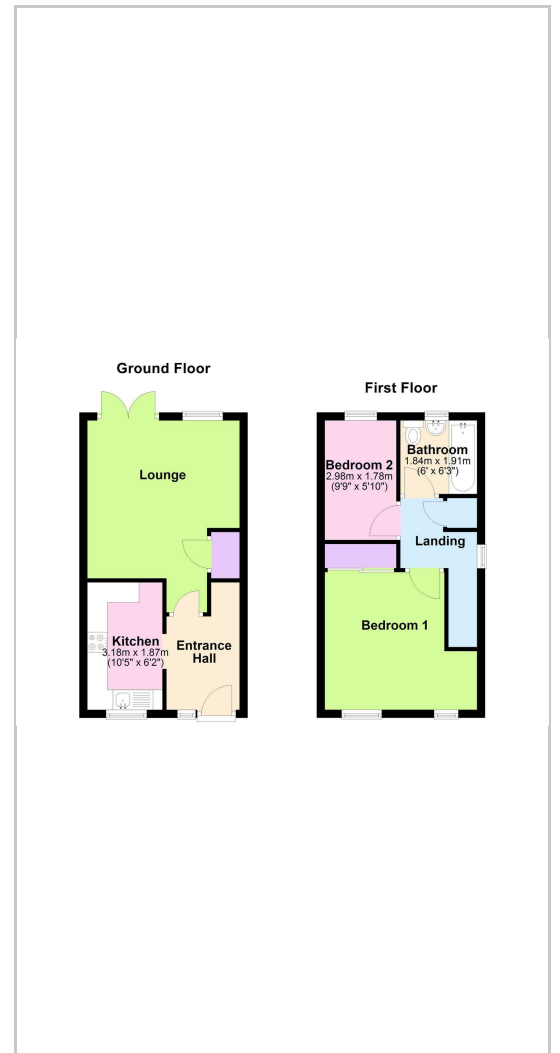 Ground Floor
Lounge
Kitchen
3.18m x 1.87m
(10'5" x 6'2")
Entrance
Hall
First Floor
Bedroom 2
2.98m x 1.78m
(9'9" x 5'10")
Bathroom
1.84m x 1.91m
(6' x 6'3")
Landing
Bedroom 1